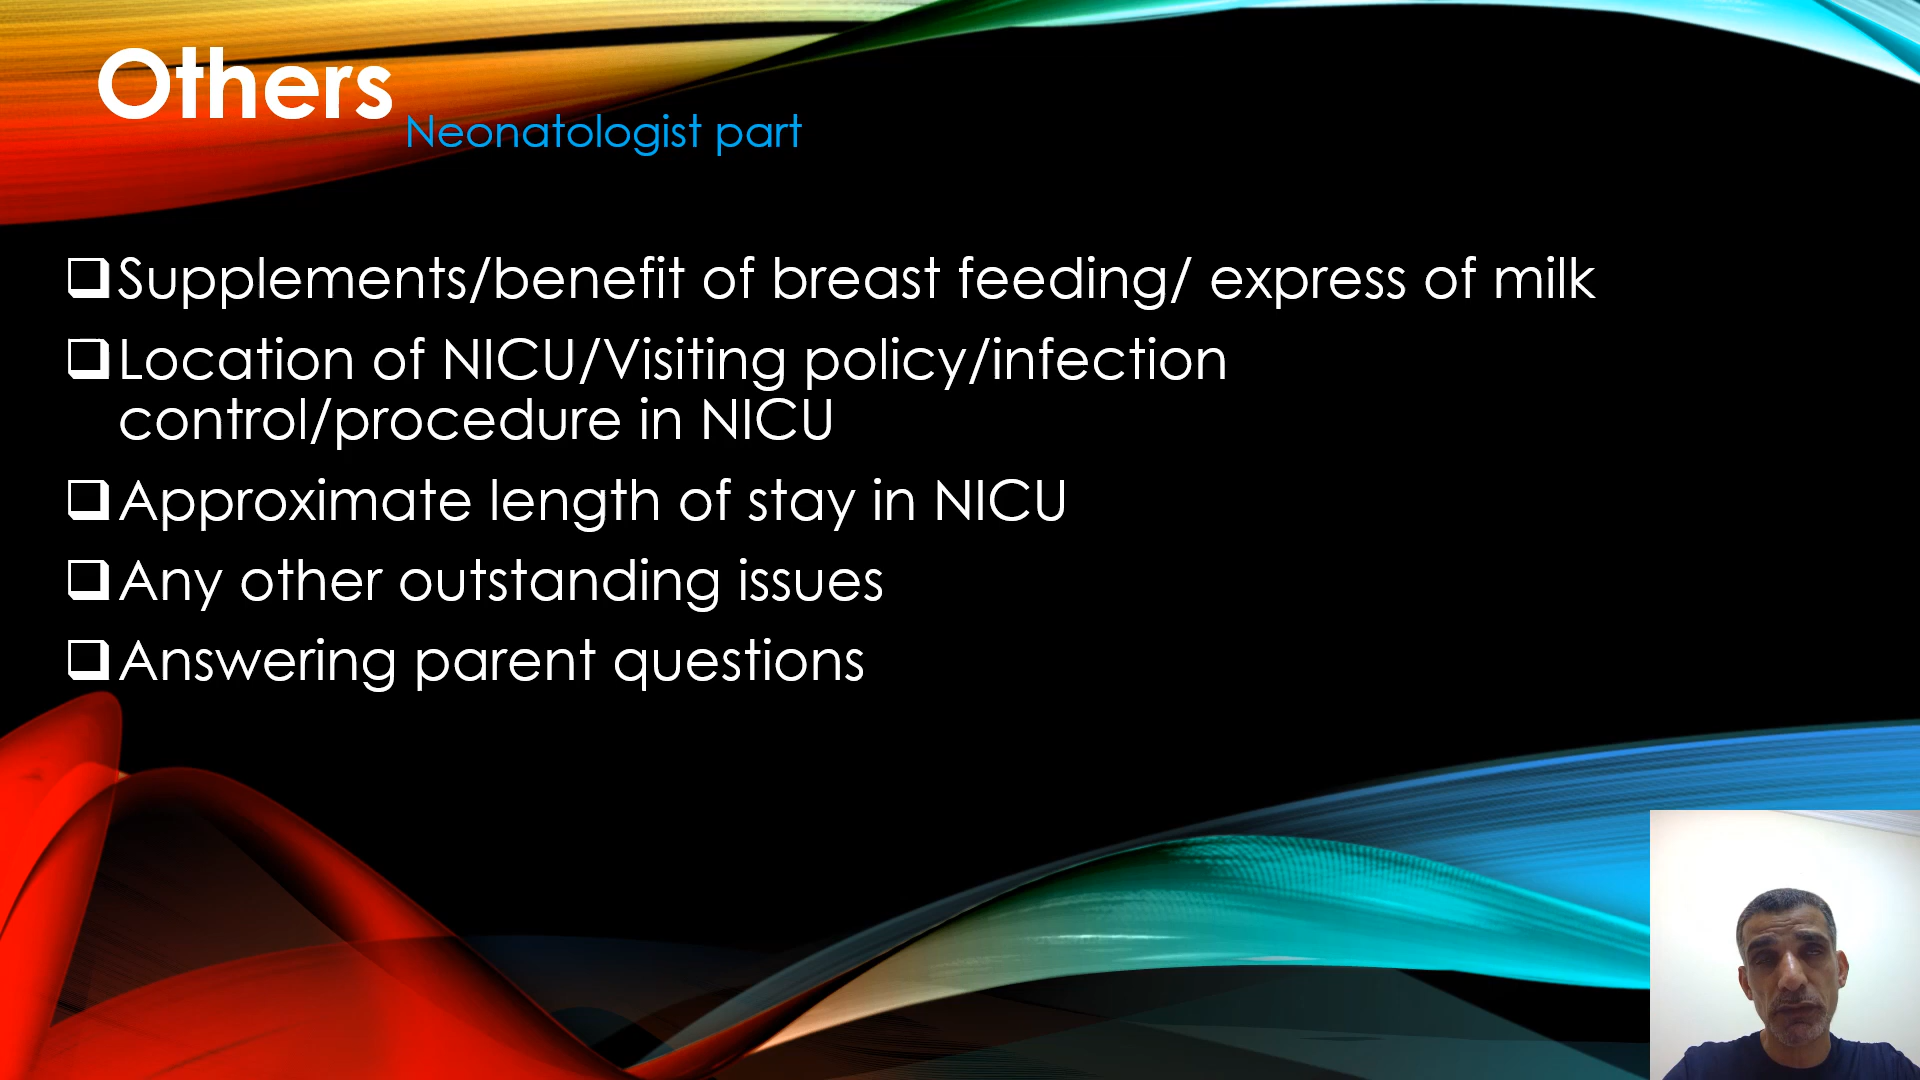 Others
Neonatologist part
❑Supplements/benefit of breast feeding/ express of milk
❑Location of NICU/Visiting policy/infection
control/procedure in NICU
❑Approximate length of stay in NICU
❑Any other outstanding issues
❑Answering parent questions